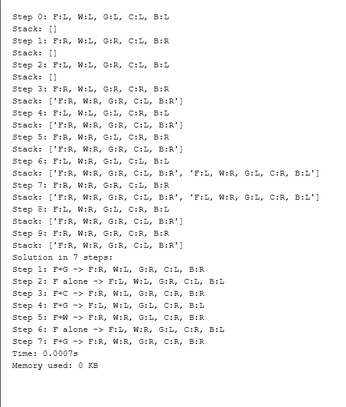 Step 0: F:L, W:L, G:L, C:L, B:L
Stack: []
Step 1: F:R, W:L, G:R, C:L, B:R
Stack: []
Step 2: F:L, W:L, G:L, C:L, B:L
Stack: []
Step 3: F:R, W:L, G:R, C:L, B:R
Stack: ['F:R, W:R, G:R, C:L, B:R']
Step 4: F:L, W:L, G:L, C:R, B:L
Stack: ['F:R, W:R, G:R, C:L, B:R']
Step 5: F:R, W:L, G:R, C:R, B:R
Stack: ['F:R, W:R, G:R, C:L, B:R']
Step 6: F:L, W:R, G:L, C:L, B:L
Stack: ['F:R, W:R, G:R, C:L, B:R', 'F:L, W:R, G:L, C:R, B:L']
Step 7: F:R, W:R, G:L, C:L, B:R
Stack: ['F:R, W:R, G:R, C:L, B:R', 'F:L, W:R, G:L, C:R, B:L']
Step 8: F:L, W:R, G:L, C:R, B:L
Stack: ['F:R, W:R, G:R, C:L, B:R']
Step 9: F:R, W:R, G:R, C:R, B:R
Stack: ['F:R, W:R, G:R, C:L, B:R']
Solution in 7 steps:
Step 1: F+G -> F:R, W:L, G:R, C:L, B:R
Step 2: F alone -> F:L, W:L, G:R, C:L, B:L
Step 3: F+C -> F:R, W:L, G:R, C:R, B:R
Step 4: F+G -> F:L, W:L, G:L, C:R, B:L
Step 5: F+W -> F:R, W:R, G:L, C:R, B:R
Step 6: F alone -> F:L, W:R, G:L, C:R, B:L
Step 7: F+G -> F:R, W:R, G:R, C:R, B:R
Time: 0.0007s
Memory used: 0 KB